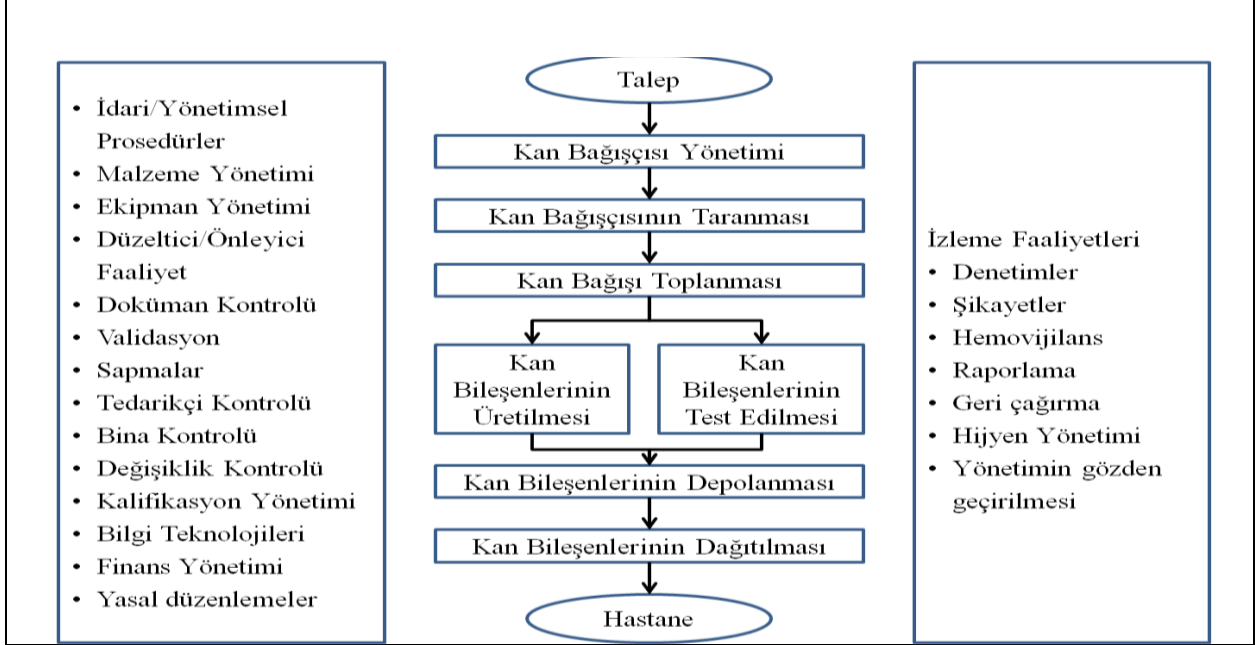 • İdari/Yönetimsel
Prosedürler
• Malzeme Yönetimi
• Ekipman Yönetimi
• Düzeltici/Önleyici
Faaliyet
• Doküman Kontrolü
• Validasyon
• Sapmalar
• Tedarikçi Kontrolü
• Bina Kontrolü
• Değişiklik Kontrolü
• Kalifikasyon Yönetimi
• Bilgi Teknolojileri
• Finans Yönetimi
• Yasal düzenlemeler
Talep
Kan Bağışçısı Yönetimi
Kan Bağışçısının Taranması
Kan Bağışı Toplanması
Kan
Bileşenlerinin
Üretilmesi
Kan
Bileşenlerinin
Test Edilmesi
Kan Bileşenlerinin Depolanması
Kan Bileşenlerinin Dağıtılması
Hastane
İzleme Faaliyetleri
• Denetimler
• Şikayetler
• Hemovijilans
• Raporlama
• Geri çağırma
• Hijyen Yönetimi
• Yönetimin gözden
geçirilmesi